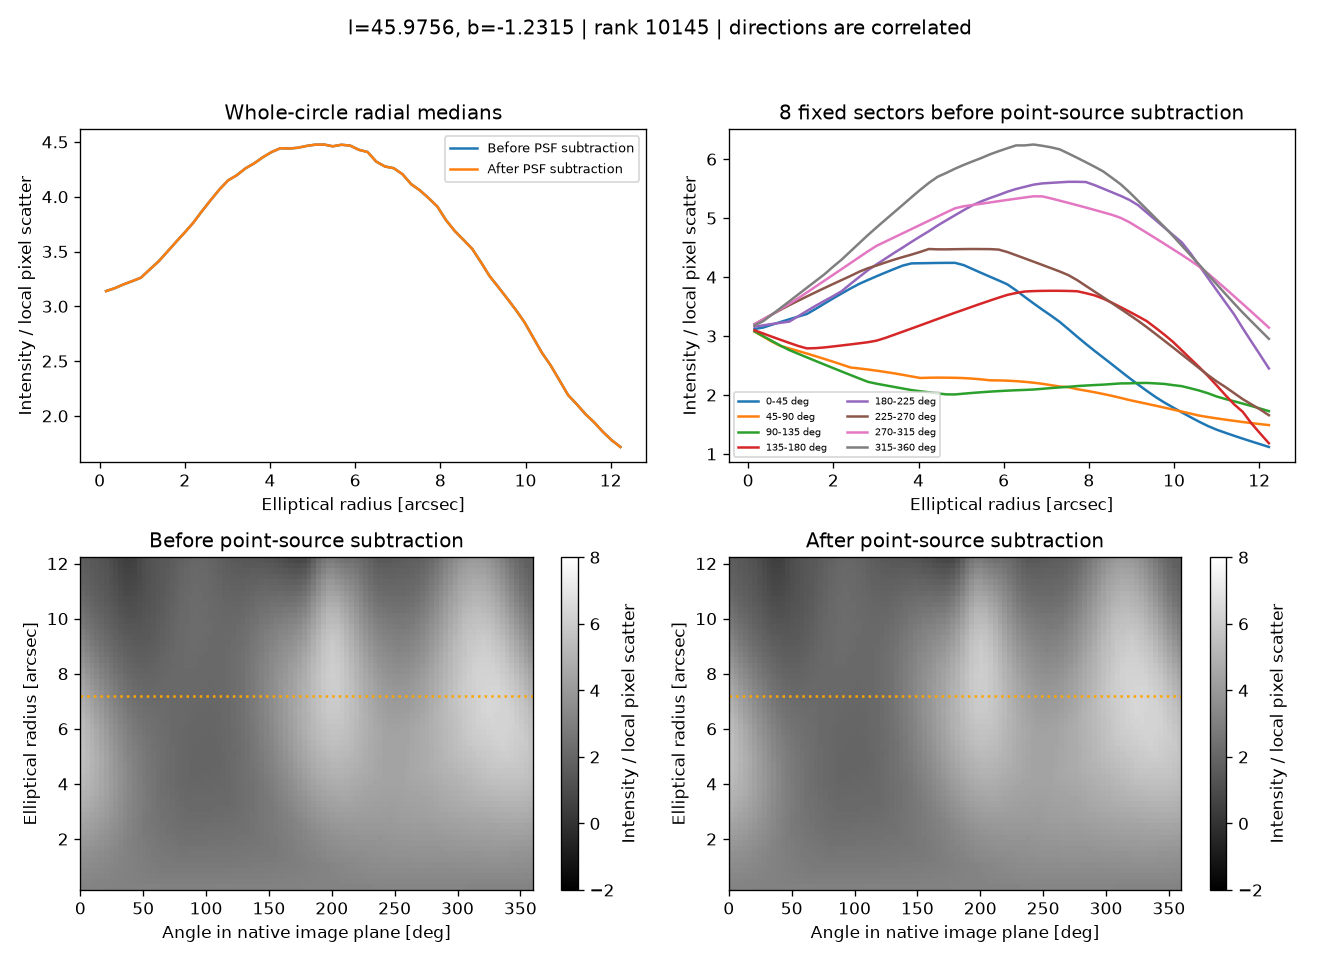 l=45.9756, b=-1.2315 | rank 10145 | directions are correlated
Whole-circle radial medians
4.5
4.0
3.5
3.0
2.5
2.0
Intensity / local pixel scatter
Before PSF subtraction
After PSF subtraction
0 2 4 6 8 10 12
Elliptical radius [arcsec]
8 fixed sectors before point-source subtraction
6
5
4
3
2
1
Intensity / local pixel scatter
0-45 deg
45-90 deg
90-135 deg
135-180 deg
180-225 deg
225-270 deg
270-315 deg
315-360 deg
0 2 4 6 8 10 12
Elliptical radius [arcsec]
Before point-source subtraction
12
10
8
6
4
2
Elliptical radius [arcsec]
0 50 100 150 200 250 300 350
Angle in native image plane [deg]
8
6
4
2
0
−2
Intensity / local pixel scatter
After point-source subtraction
12
10
8
6
4
2
Elliptical radius [arcsec]
0 50 100 150 200 250 300 350
Angle in native image plane [deg]
8
6
4
2
0
−2
Intensity / local pixel scatter